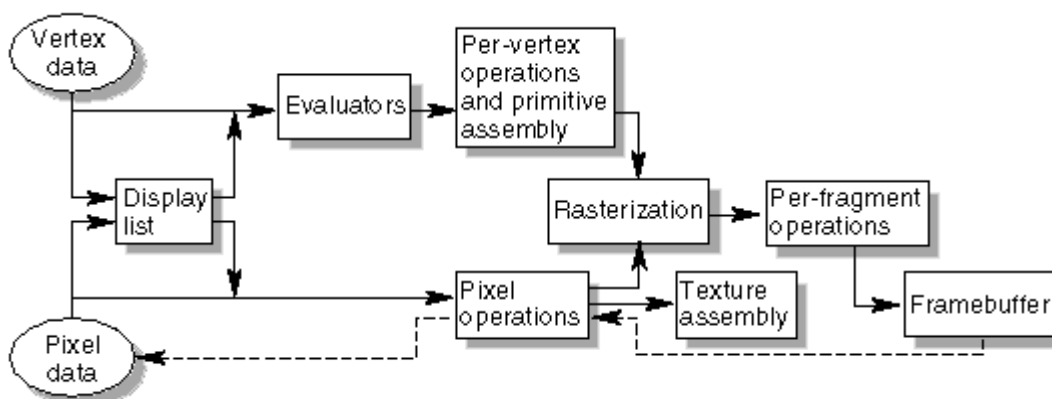 Vertex
data
Evaluators
Per-vertex
operations
and primitive
assembly
Display
list
Rasterization
Per-fragment
operations
Pixel
operations
Texture
assembly
Framebuffer
Pixel
data